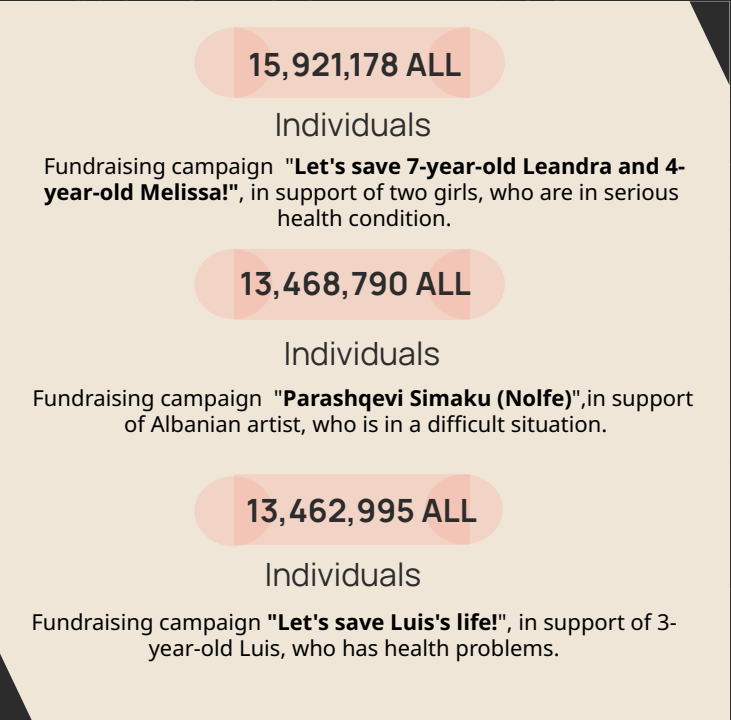 15,921,178 ALL
Individuals
Fundraising campaign  "Let's save 7-year-old Leandra and 4-
year-old Melissa!", in support of two girls, who are in serious
health condition.
13,468,790 ALL
Individuals
Fundraising campaign  "Parashqevi Simaku (Nolfe)",in support
of Albanian artist, who is in a difficult situation.
13,462,995 ALL
Individuals
Fundraising campaign "Let's save Luis's life!", in support of 3-
year-old Luis, who has health problems.